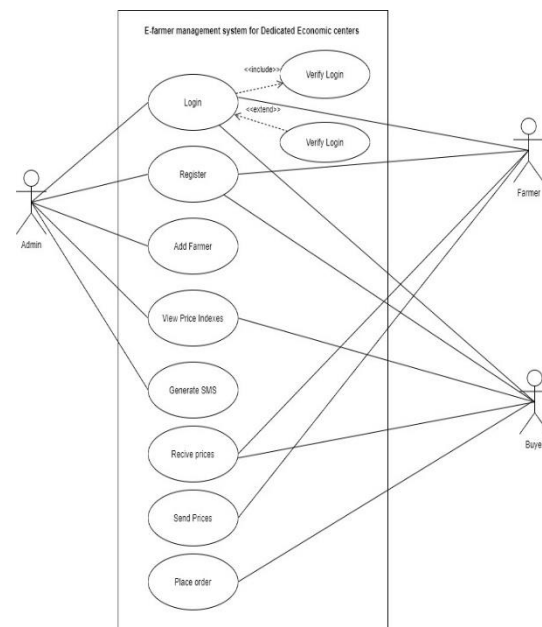 E-farmer management system for Dedicated Economic centers
<<include>>
Verify Login
Login
<<extend>>
Verify Login
Farmer
Register
Admin
Add Farmer
View Price Indexes
Generate SMS
Buye
Recive prices
Send Prices
Place order